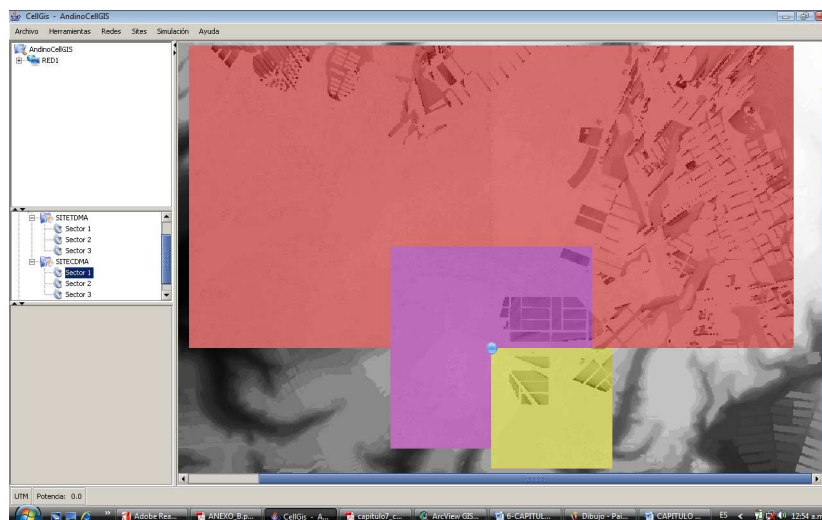 CellGis - AndinoCellGIS
Archivo Herramientas Redes Sites Simulación Ayuda
AndinoCellGIS
RED1
SITETDMA
Sector 1
Sector 2
Sector 3
SITECDMA
Sector 1
Sector 2
Sector 3
UTM Potencia: 0.0
Adobe Rea... ANEXO_B.p... CellGis - A... capitulo7_c... ArcView GIS... 6-CAPITUL... Dibujo - Pai... CAPITULO ... ES 12:54 a.m.